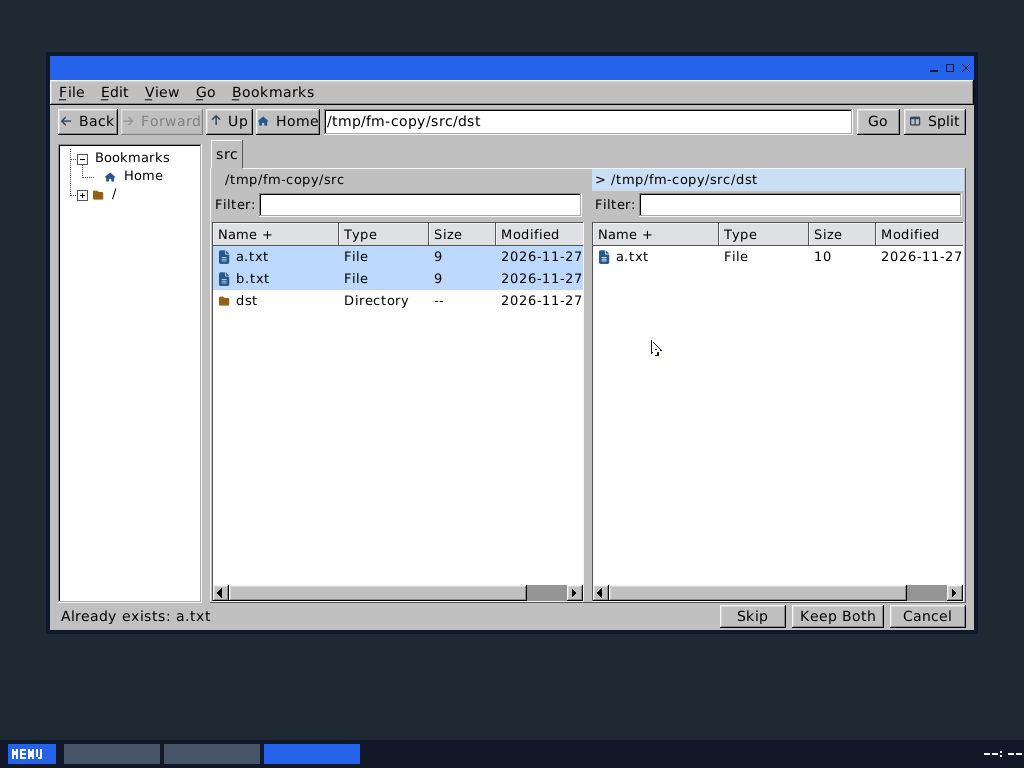 File Edit View Go Bookmarks
Back Forward Up Home /tmp/fm-copy/src/dst Go Split
Bookmarks
Home
/
src
/tmp/fm-copy/src
Filter:
Name + Type Size Modified
a.txt File 9 2026-11-27
b.txt File 9 2026-11-27
dst Directory -- 2026-11-27
> /tmp/fm-copy/src/dst
Filter:
Name + Type Size Modified
a.txt File 10 2026-11-27
Already exists: a.txt
Skip Keep Both Cancel
MENU
--:--